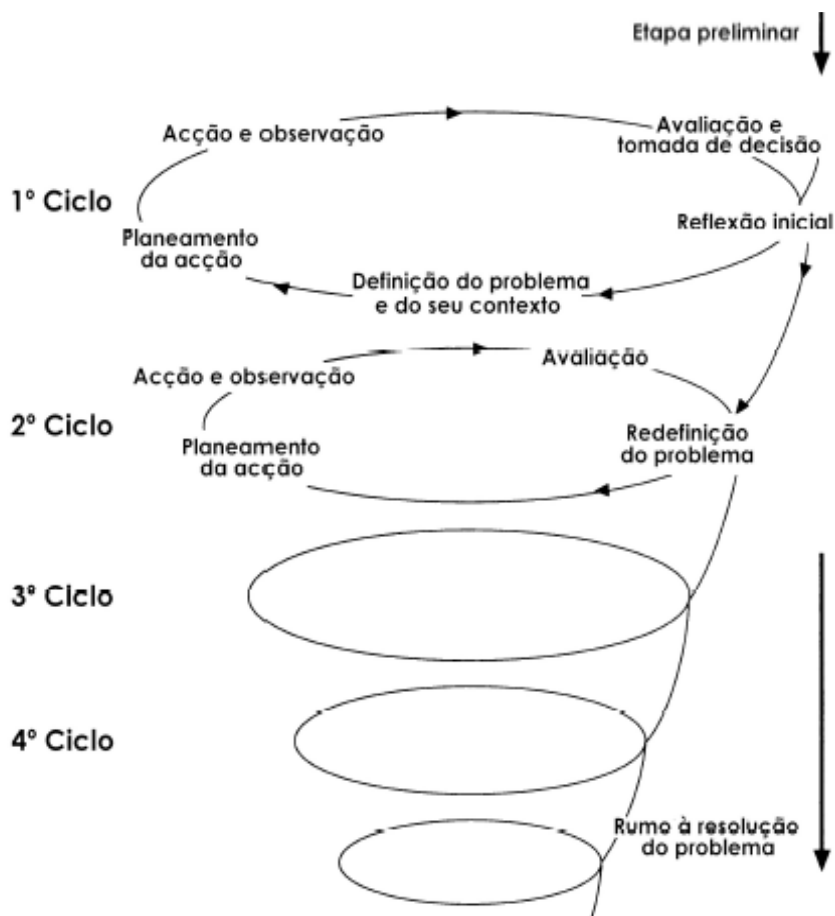 Etapa preliminar
Acção e observação
Avaliação e
tomada de decisão
1º Ciclo
Reflexão inicial
Planeamento
da acção
Definição do problema
e do seu contexto
Acção e observação
Avaliação
2º Ciclo
Redefinição
do problema
Planeamento
da acção
3º Ciclo
4º Ciclo
Rumo à resolução
do problema